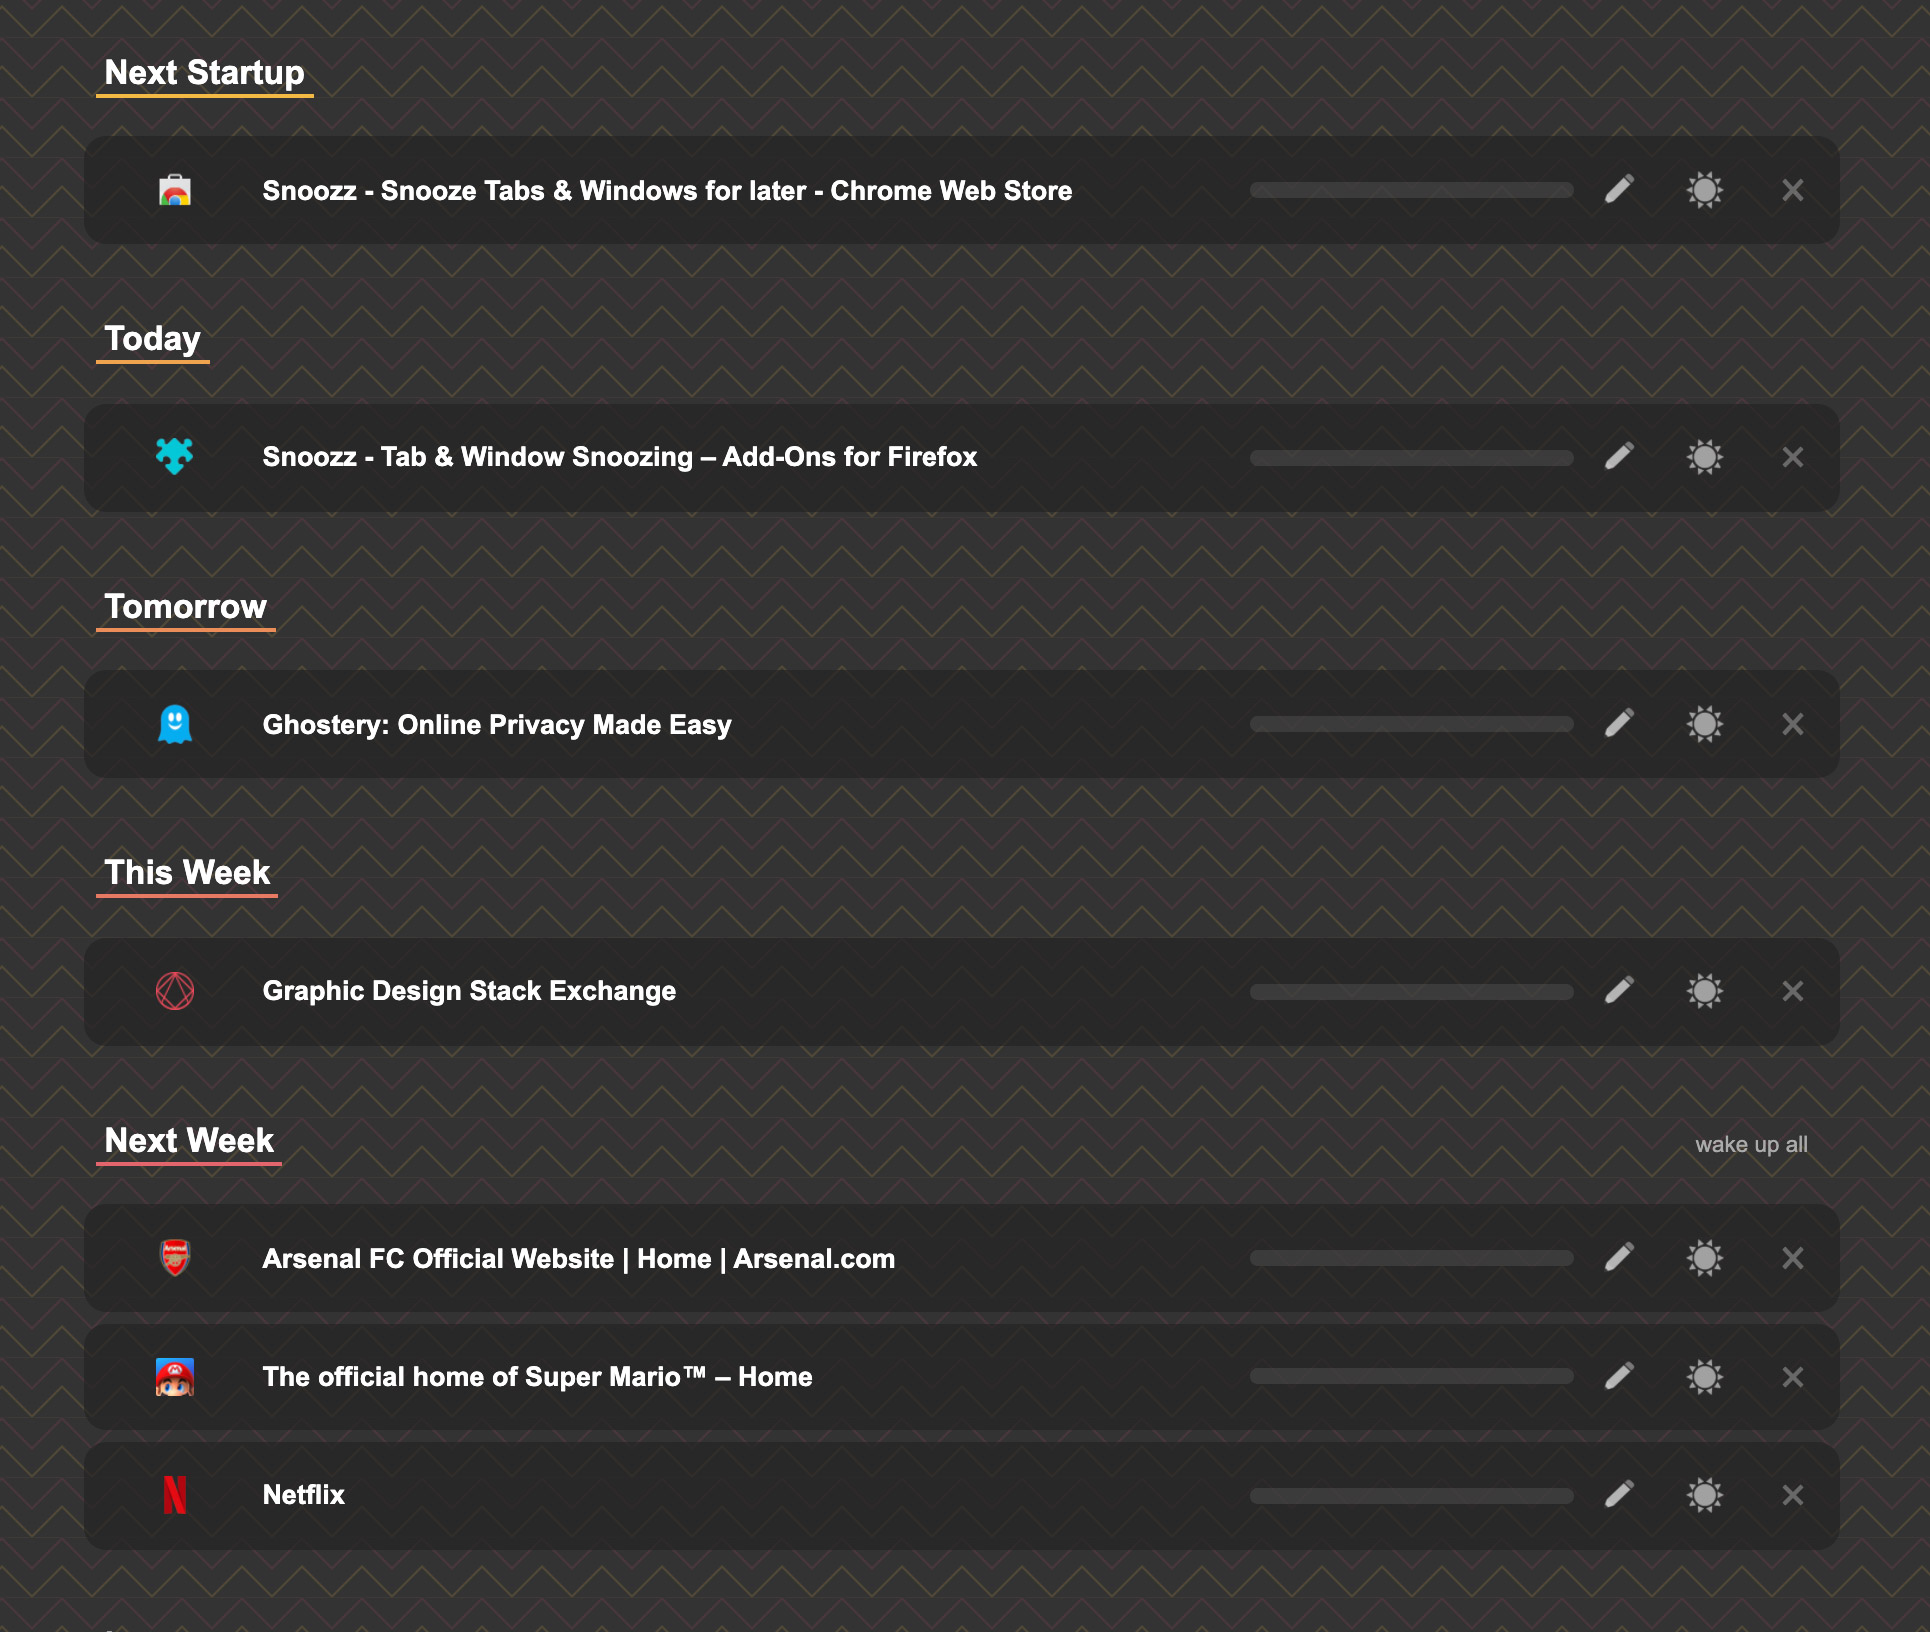 Next Startup
Snoozz - Snooze Tabs & Windows for later - Chrome Web Store
Today
Snoozz - Tab & Window Snoozing – Add-Ons for Firefox
Tomorrow
Ghostery: Online Privacy Made Easy
This Week
Graphic Design Stack Exchange
Next Week
wake up all
Arsenal FC Official Website | Home | Arsenal.com
The official home of Super Mario™ – Home
Netflix